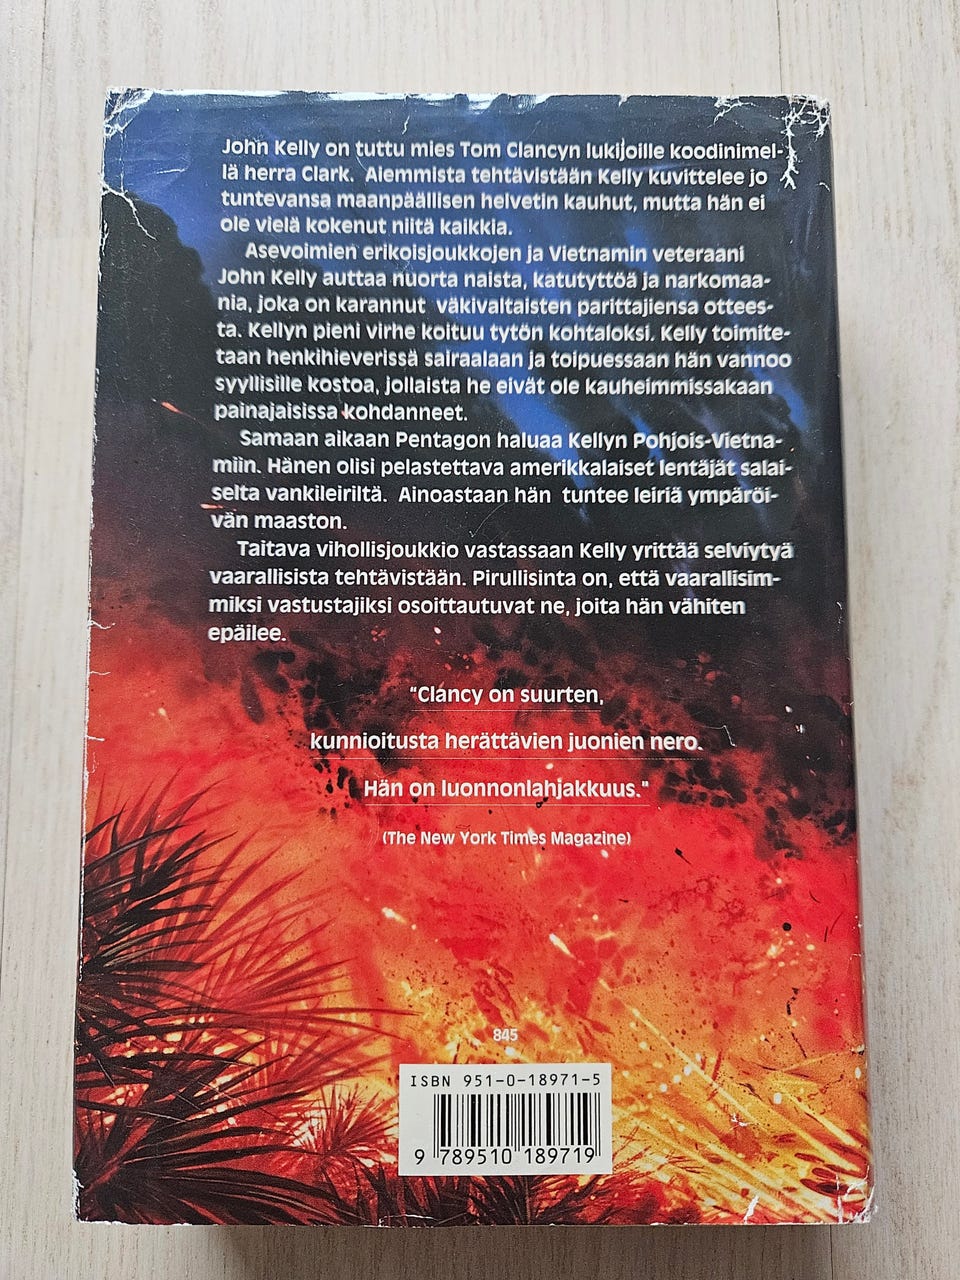 John Kelly on tuttu mies Tom Clancyn lukijoille koodinimel-
lä herra Clark. Aiemmista tehtävistään Kelly kuvittelee jo
tuntevansa maanpäällisen helvetin kauhut, mutta hän ei
ole vielä kokenut niitä kaikkia.
Asevoimien erikoisjoukkojen ja Vietnamin veteraani
John Kelly auttaa nuorta naista, katutyttöä ja narkomaa-
nia, joka on karannut väkivaltaisten parittajiensa ottees-
ta. Kellyn pieni virhe koituu tytön kohtaloksi. Kelly toimite-
taan henkihieverissä sairaalaan ja toipuessaan hän vannoo
syyllisille kostoa, jollaista he eivät ole kauheimmissakaan
painajaisissa kohdanneet.
Samaan aikaan Pentagon haluaa Kellyn Pohjois-Vietna-
miin. Hänen olisi pelastettava amerikkalaiset lentäjät salai-
selta vankileiriltä. Ainoastaan hän tuntee leiriä ympäröi-
vän maaston.
Taitava vihollisjoukkio vastassaan Kelly yrittää selviytyä
vaarallisista tehtävistään. Pirullisinta on, että vaarallisim-
miksi vastustajiksi osoittautuvat ne, joita hän vähiten
epäilee.
"Clancy on suurten,
kunnioitusta herättävien juonien nero.
Hän on luonnonlahjakkuus."
(The New York Times Magazine)
845
ISBN 951-0-18971-5
9 789510 189719